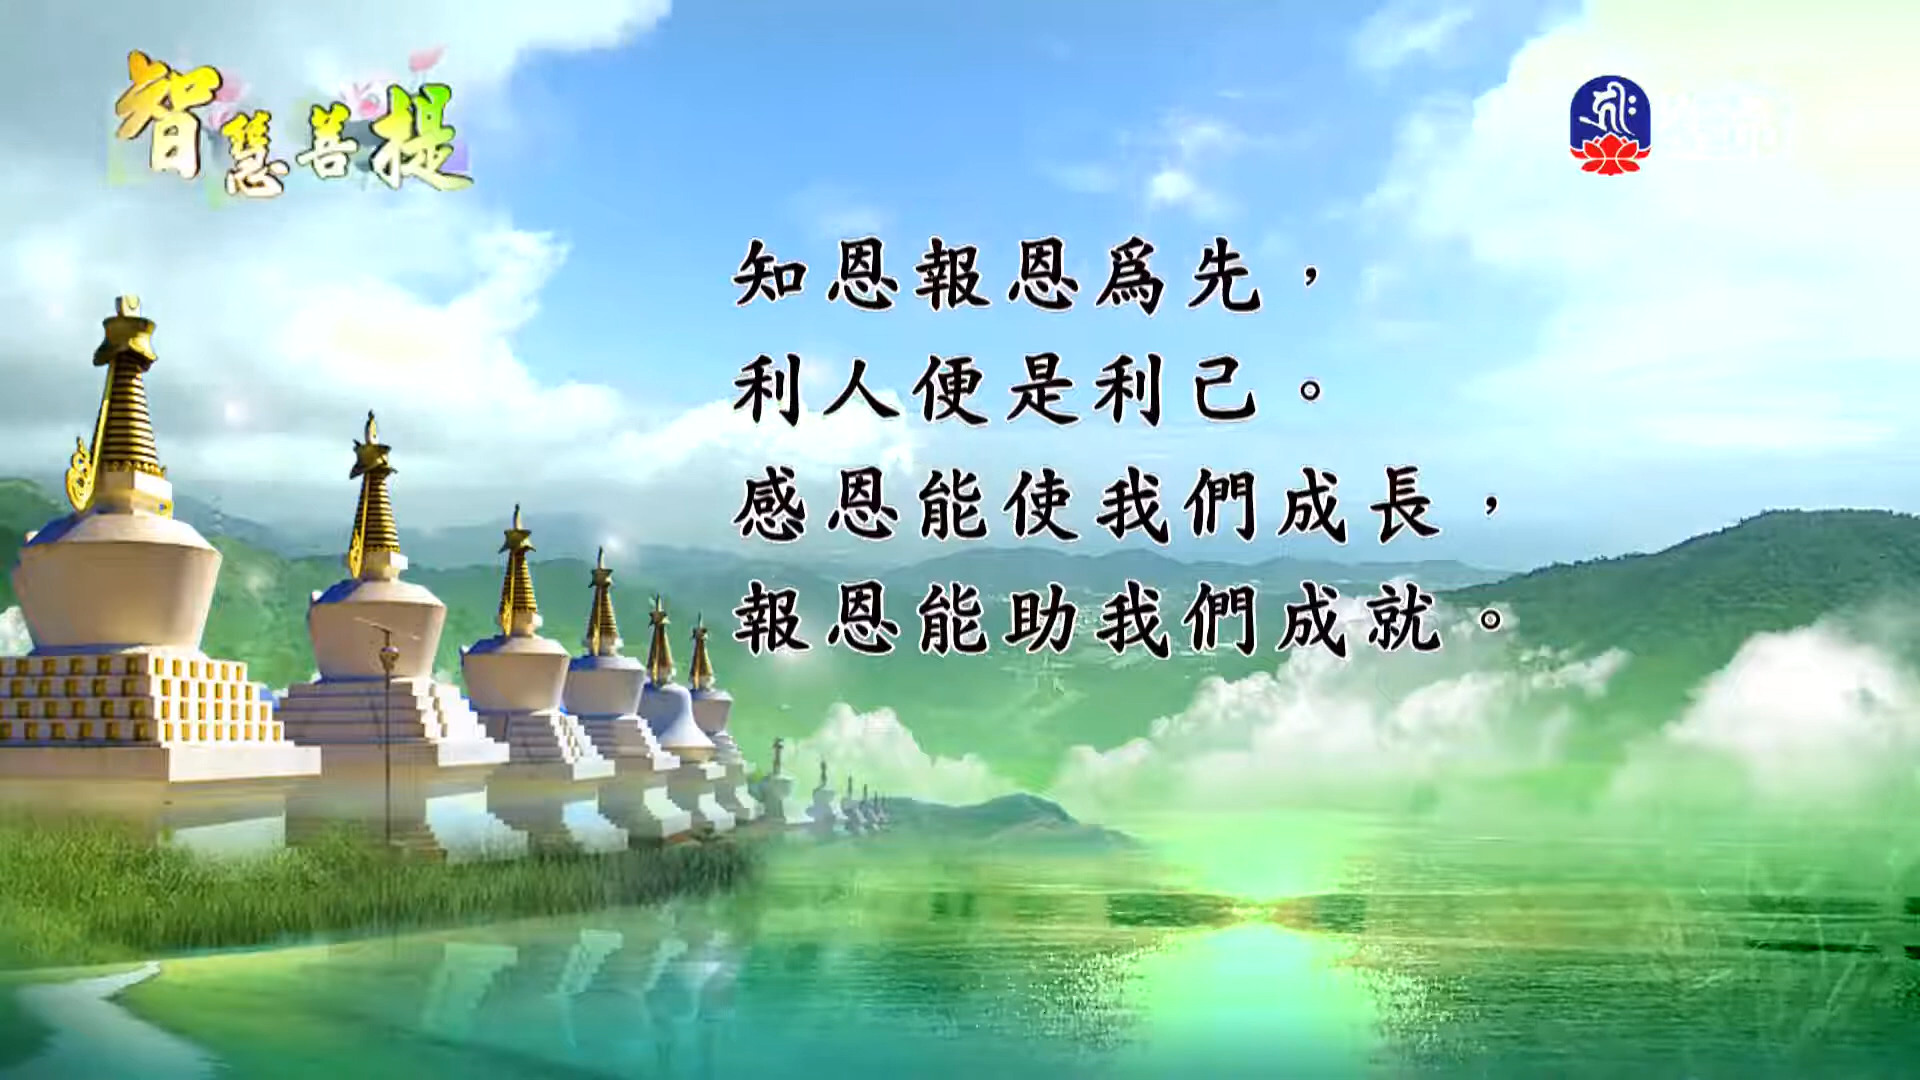 智慧菩提
知恩報恩爲先，
利人便是利己。
感恩能使我們成長，
報恩能助我們成就。